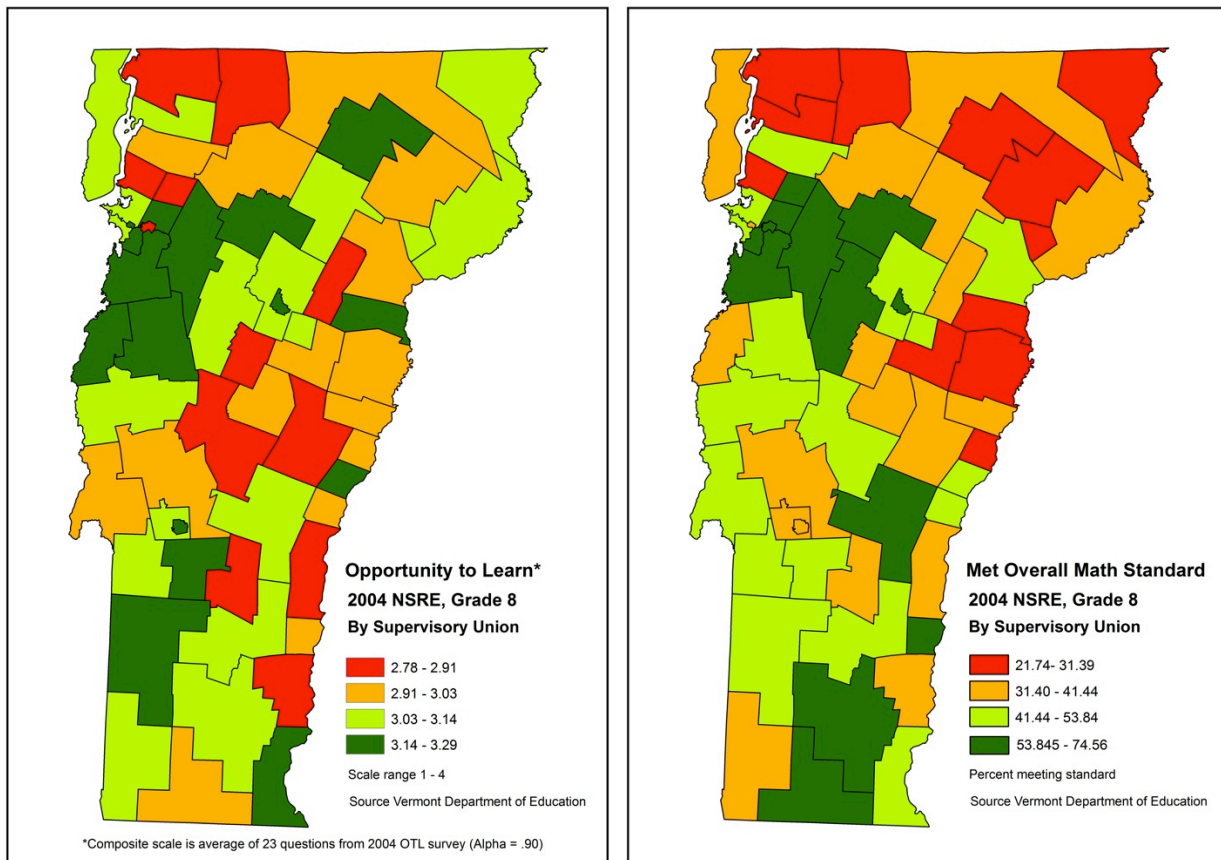 Opportunity to Learn*
2004 NSRE, Grade 8
By Supervisory Union
2.78 - 2.91
2.91 - 3.03
3.03 - 3.14
3.14 - 3.29
Scale range 1 - 4
Source Vermont Department of Education
*Composite scale is average of 23 questions from 2004 OTL survey (Alpha = .90)
Met Overall Math Standard
2004 NSRE, Grade 8
By Supervisory Union
21.74- 31.39
31.40 - 41.44
41.44 - 53.84
53.845 - 74.56
Percent meeting standard
Source Vermont Department of Education